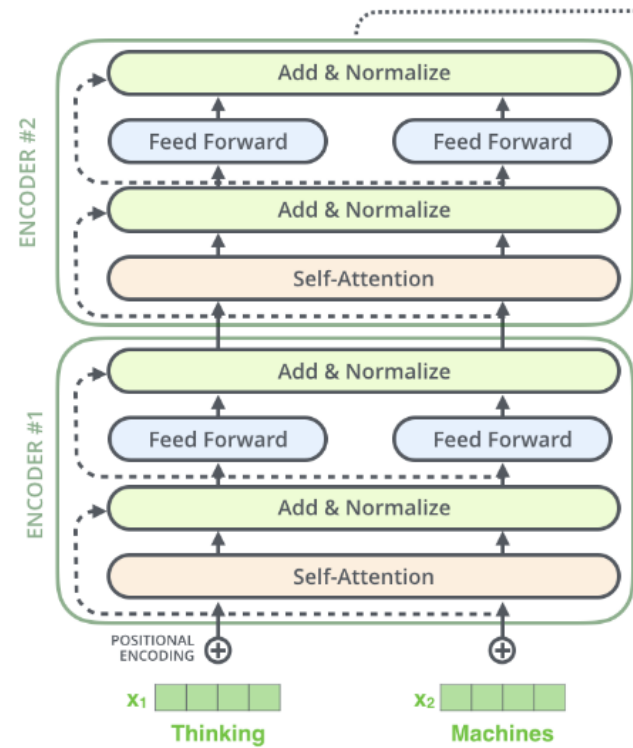 ENCODER #2
Add & Normalize
Feed Forward Feed Forward
Add & Normalize
Self-Attention
ENCODER #1
Add & Normalize
Feed Forward Feed Forward
Add & Normalize
Self-Attention
POSITIONAL
ENCODING
x₁ x₂
Thinking Machines